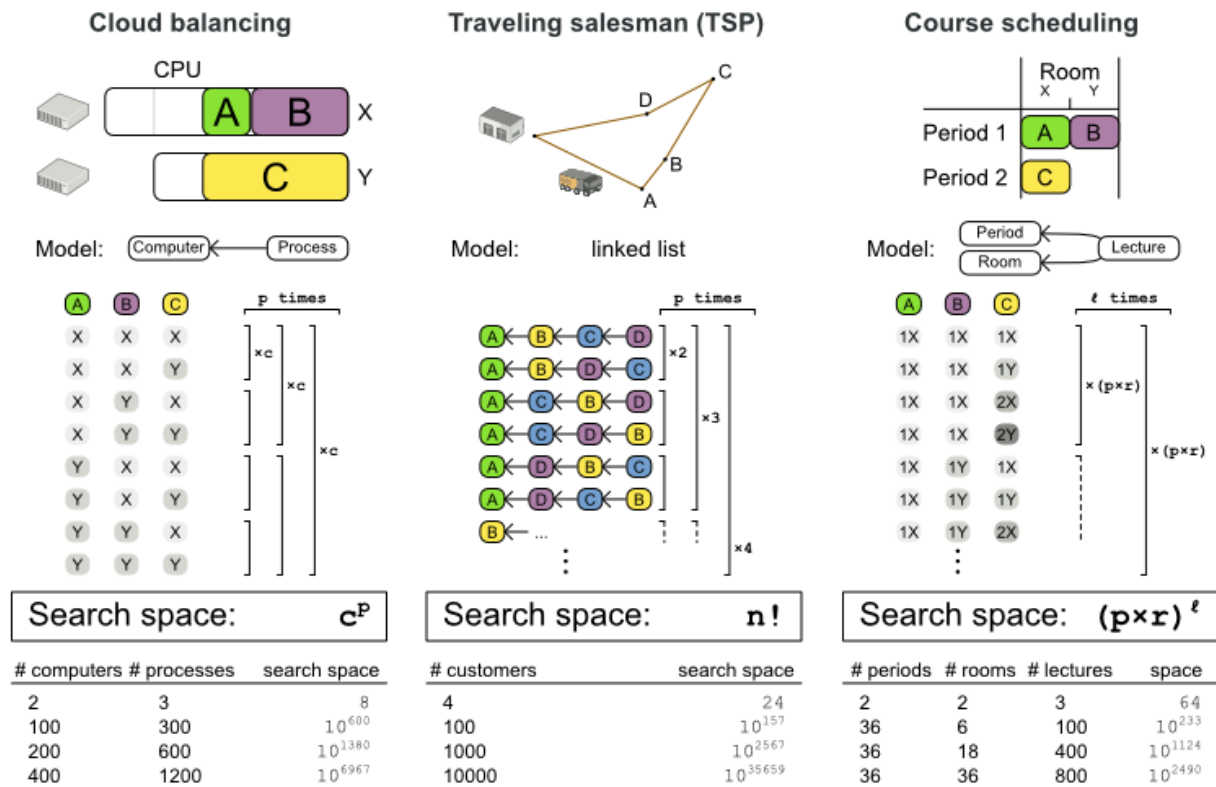 Cloud balancing
CPU
A B X
C Y
Model: Computer Process
A B C p times
X X X
X X Y ×c
X Y X ×c
X Y Y
Y X X ×c
Y X Y
Y Y X
Y Y Y
Search space: c^p
# computers # processes search space
2 3 8
100 300 10^600
200 600 10^1380
400 1200 10^6967
Traveling salesman (TSP)
C
D
B
A
Model: linked list
p times
A B C D
A B D C ×2
A C B D
A C D B ×3
A D B C
A D C B
B ...
×4
⋮
Search space: n!
# customers search space
4 24
100 10^157
1000 10^2567
10000 10^35659
Course scheduling
Room
X Y
Period 1 A B
Period 2 C
Model: Period Lecture
Room
A B C ℓ times
1X 1X 1X
1X 1X 1Y
1X 1X 2X ×(p×r)
1X 1X 2Y
1X 1Y 1X ×(p×r)
1X 1Y 1Y
1X 1Y 2X
⋮
Search space: (p×r)^ℓ
# periods # rooms # lectures space
2 2 3 64
36 6 100 10^233
36 18 400 10^1124
36 36 800 10^2490